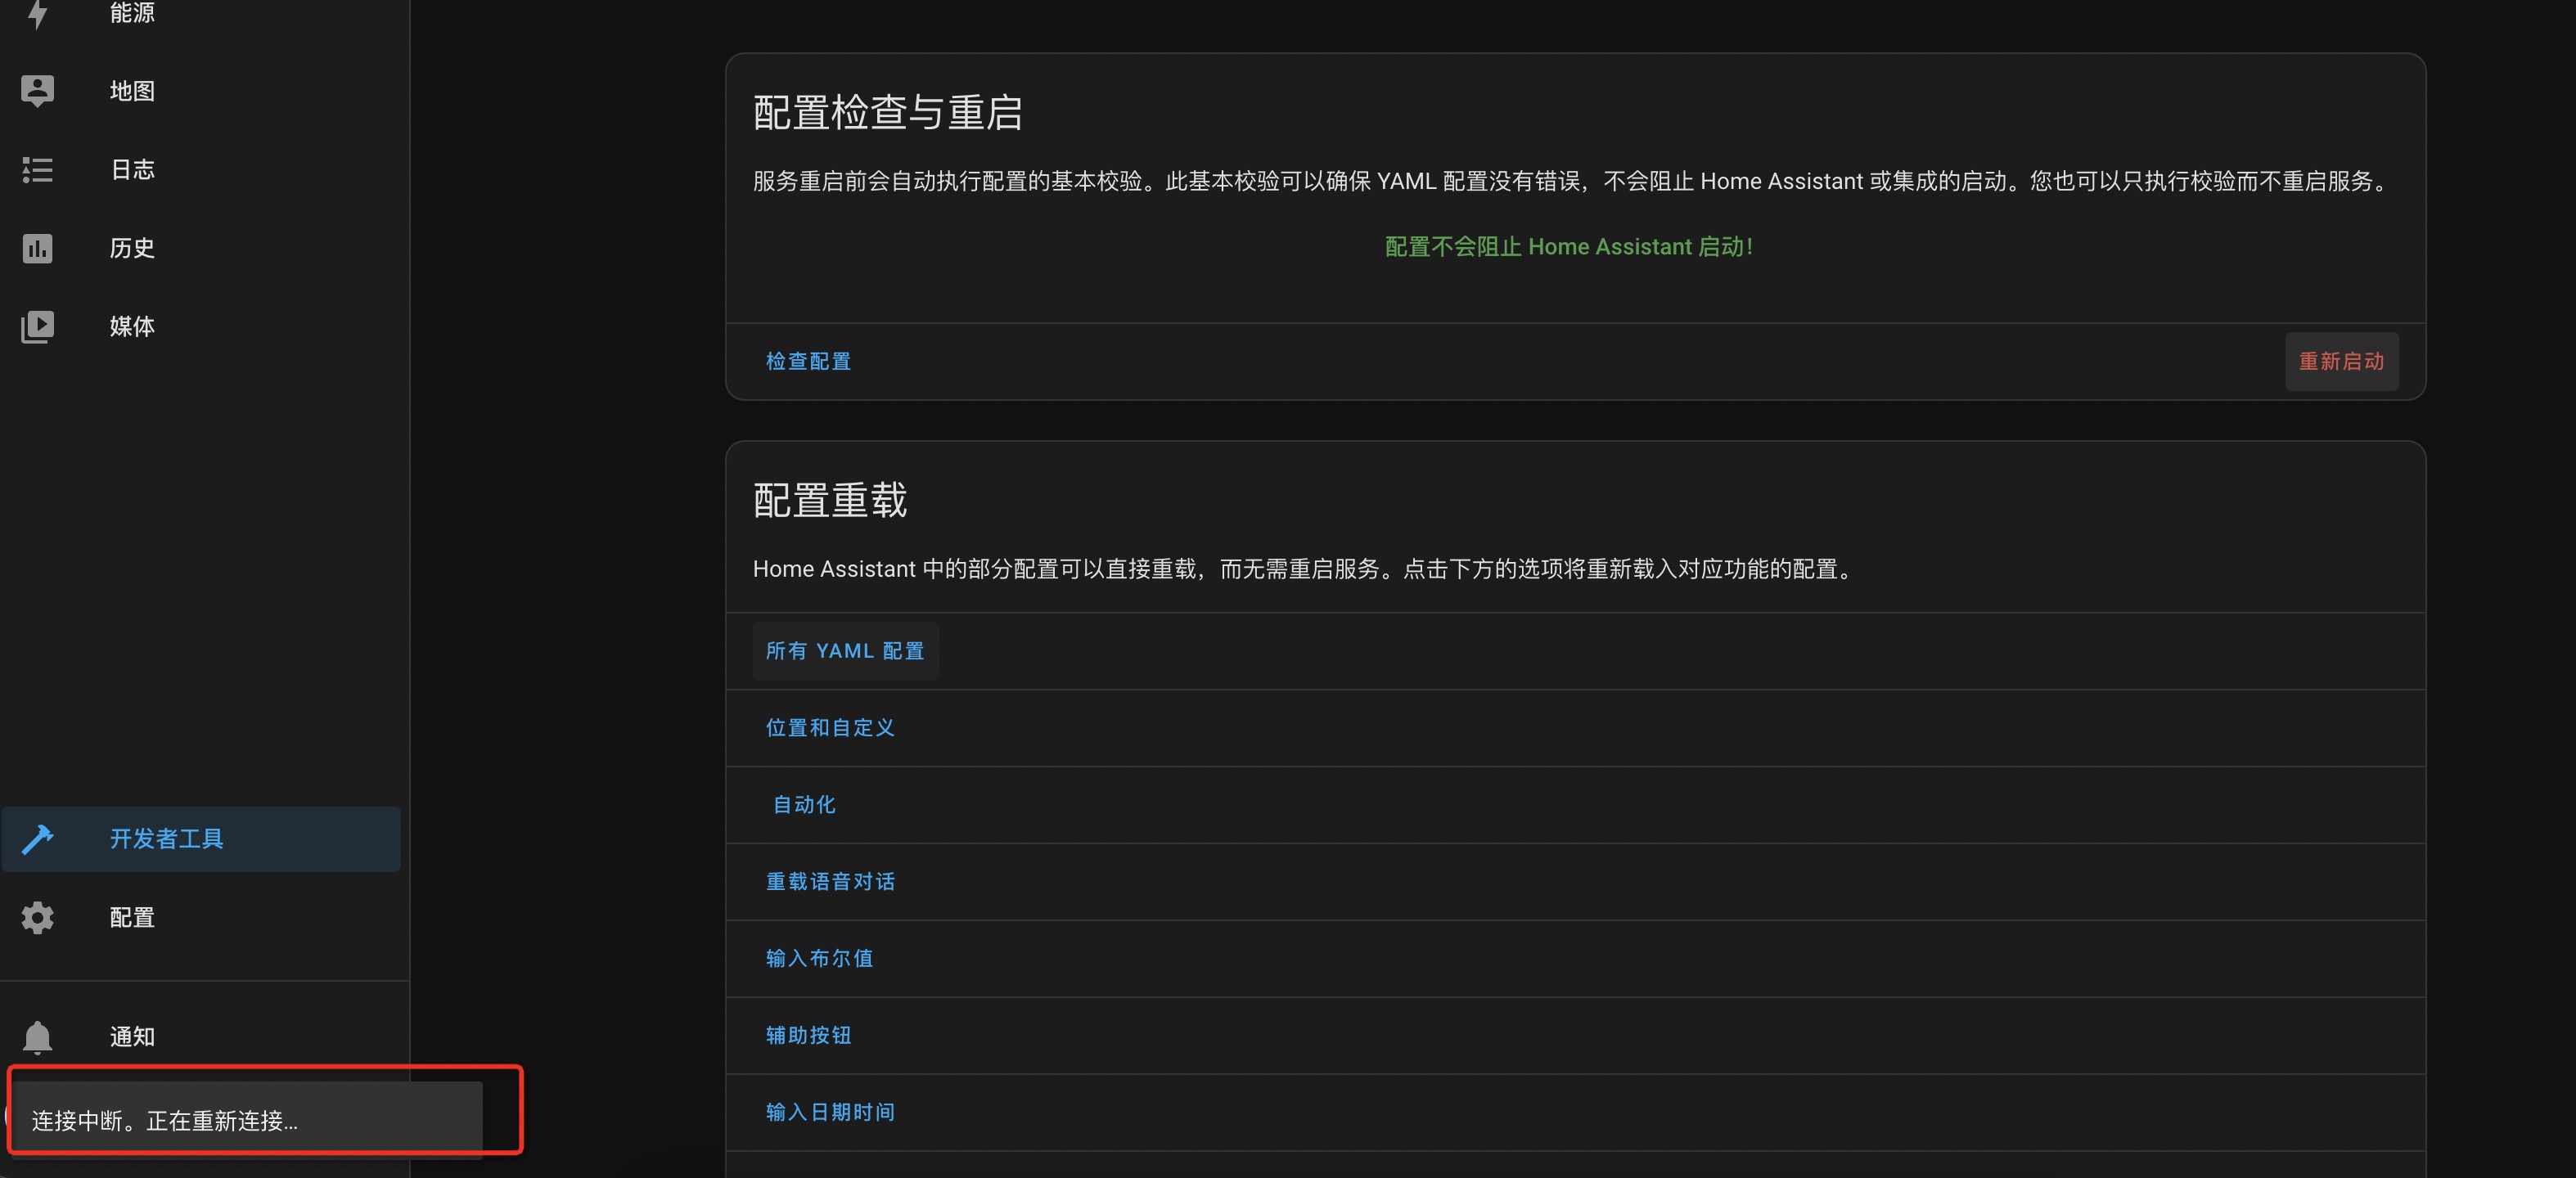 能源
地图
日志
历史
媒体
开发者工具
配置
通知
连接中断。正在重新连接...
配置检查与重启
服务重启前会自动执行配置的基本校验。此基本校验可以确保 YAML 配置没有错误，不会阻止 Home Assistant 或集成的启动。您也可以只执行校验而不重启服务。
配置不会阻止 Home Assistant 启动！
检查配置
重新启动
配置重载
Home Assistant 中的部分配置可以直接重载，而无需重启服务。点击下方的选项将重新载入对应功能的配置。
所有 YAML 配置
位置和自定义
自动化
重载语音对话
输入布尔值
辅助按钮
输入日期时间